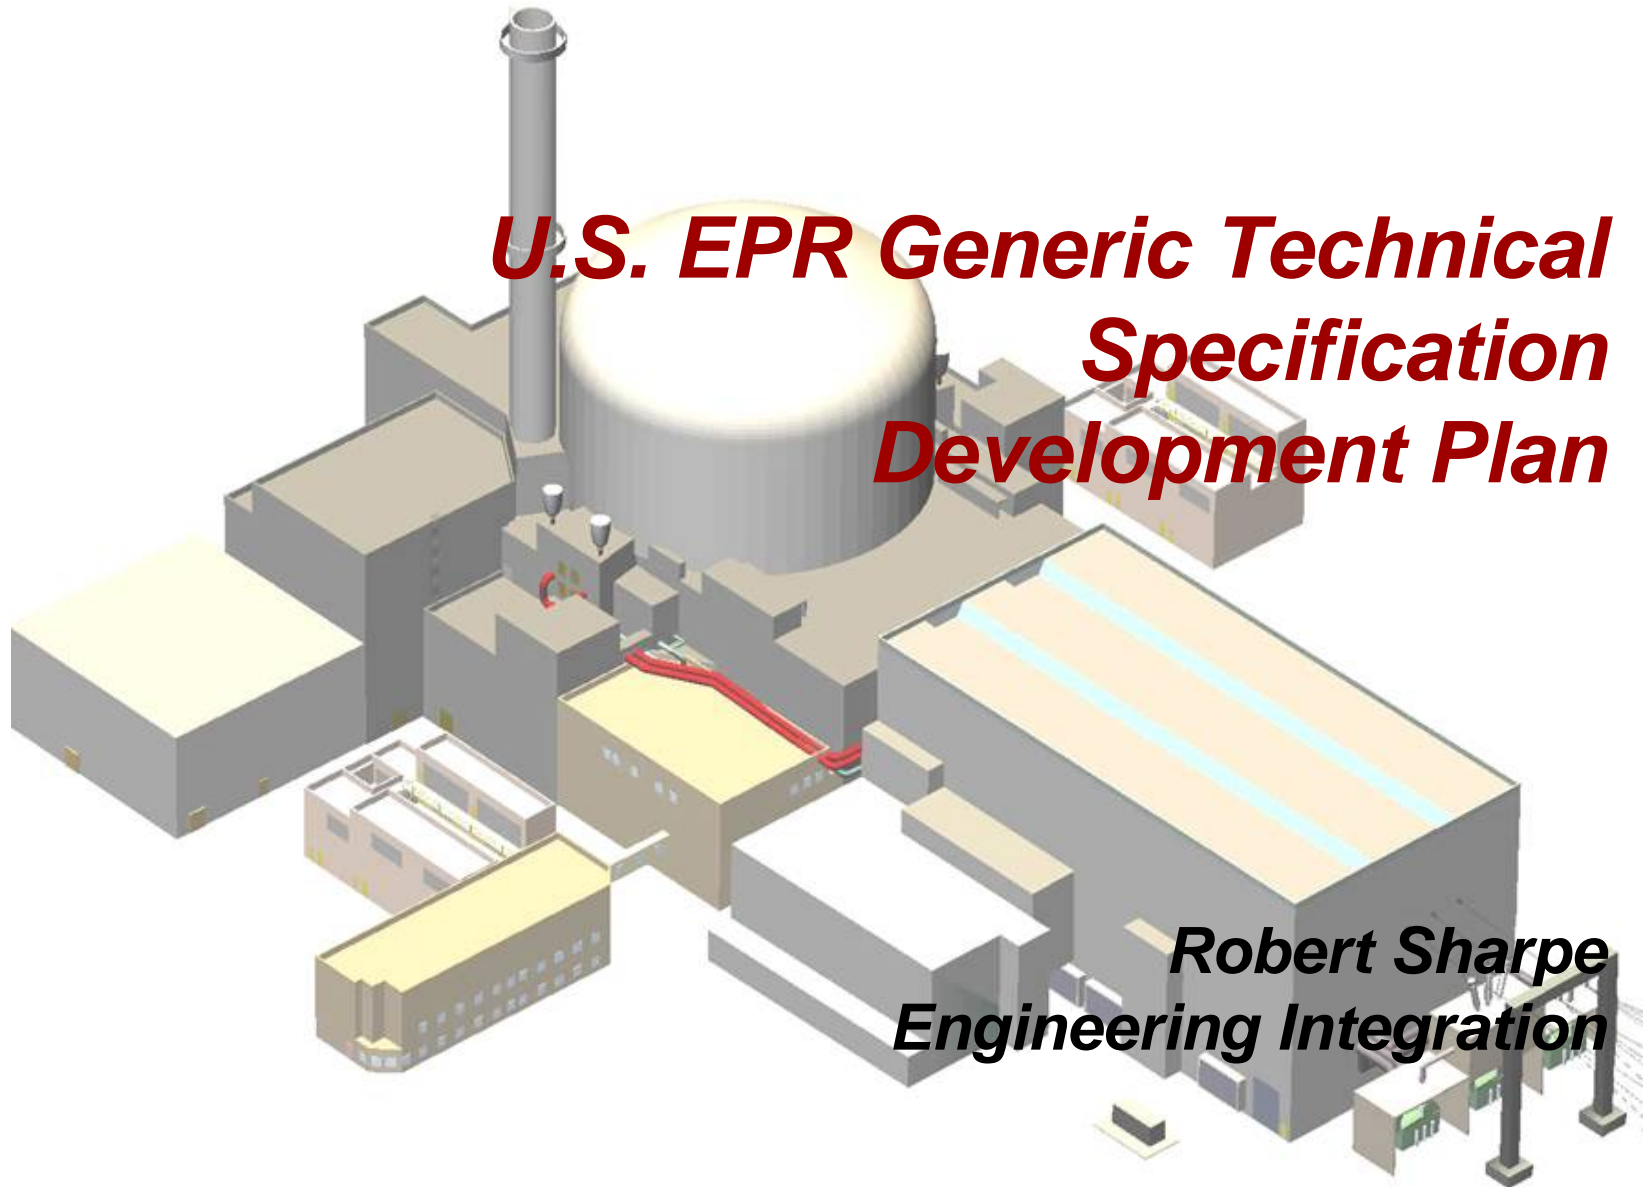 U.S. EPR Generic Technical
Specification
Development Plan
Robert Sharpe
Engineering Integration